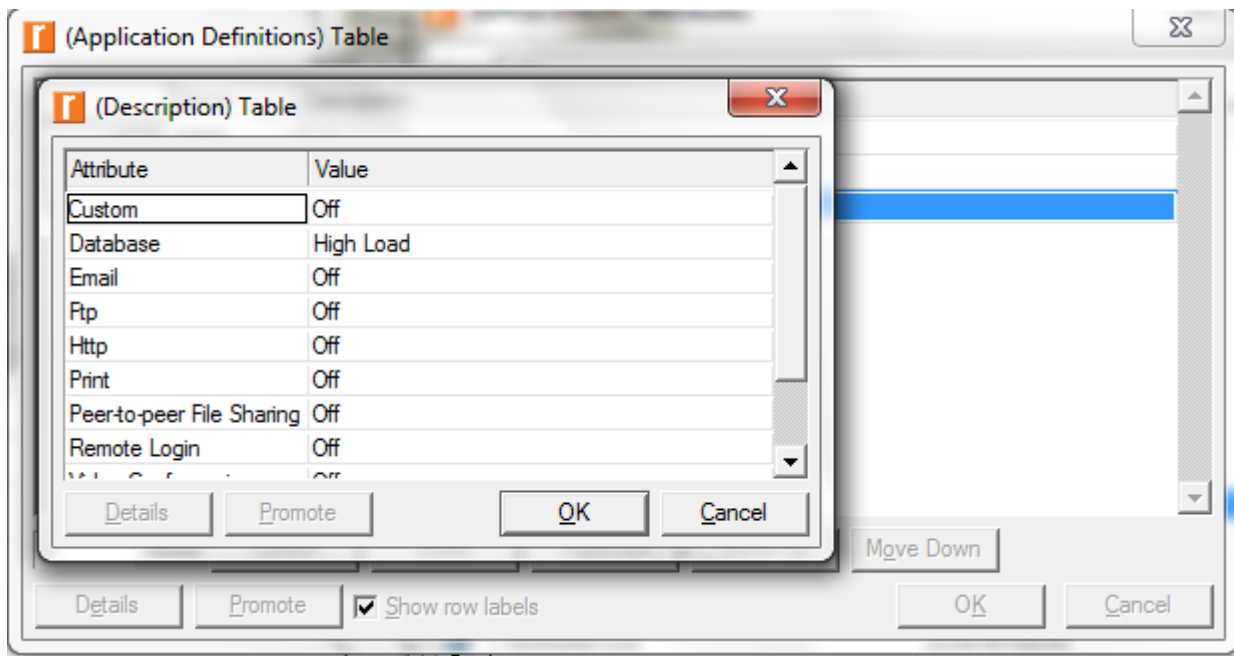 (Application Definitions) Table
(Description) Table
Attribute Value
Custom Off
Database High Load
Email Off
Ftp Off
Http Off
Print Off
Peer-to-peer File Sharing Off
Remote Login Off
Details Promote OK Cancel
Move Down
Details Promote Show row labels OK Cancel